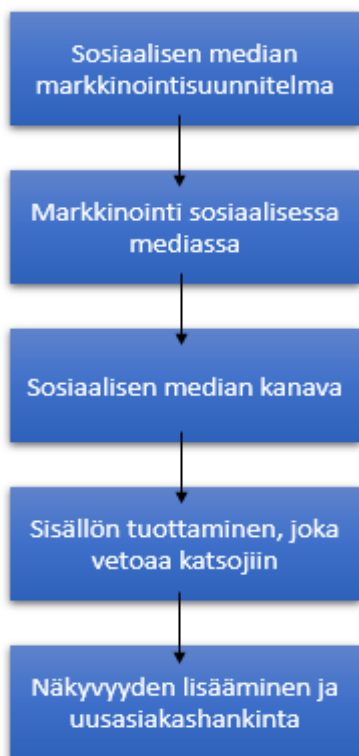 Sosiaalisen median
markkinointisuunnitelma
Markkinointi sosiaalisessa
mediassa
Sosiaalisen median kanava
Sisällön tuottaminen, joka
vetoaa katsojiin
Näkyvyyden lisääminen ja
uusasiakashankinta